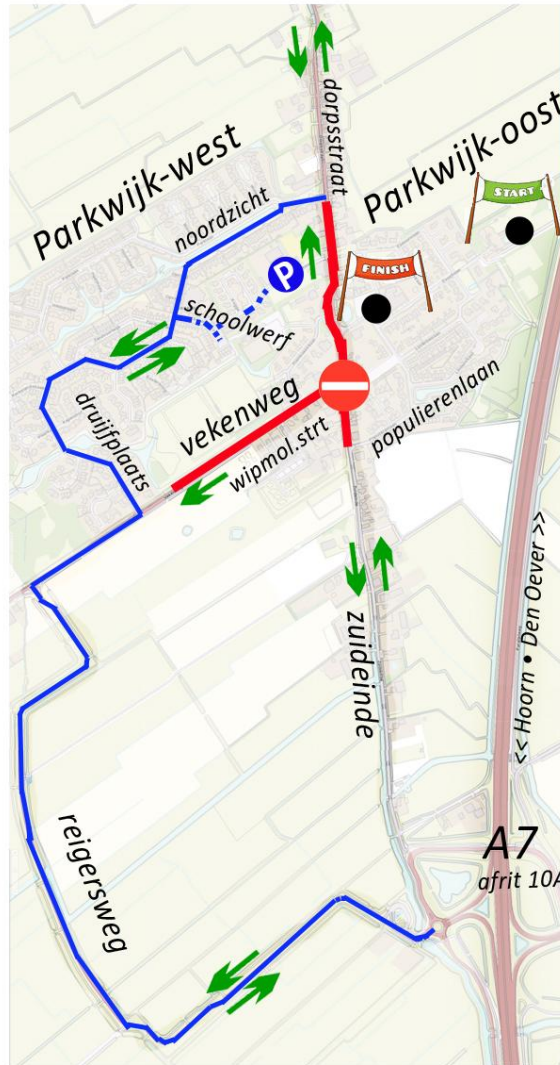 dorpsstraat
Parkwijk-oost
Parkwijk-west
START
noordzicht
P
FINISH
schoolwerf
vekenweg
druijfplaats
wipmol.strt
populierenlaan
zuideinde
<< Hoorn • Den Oever >>
A7
afrit 10A
reigersweg